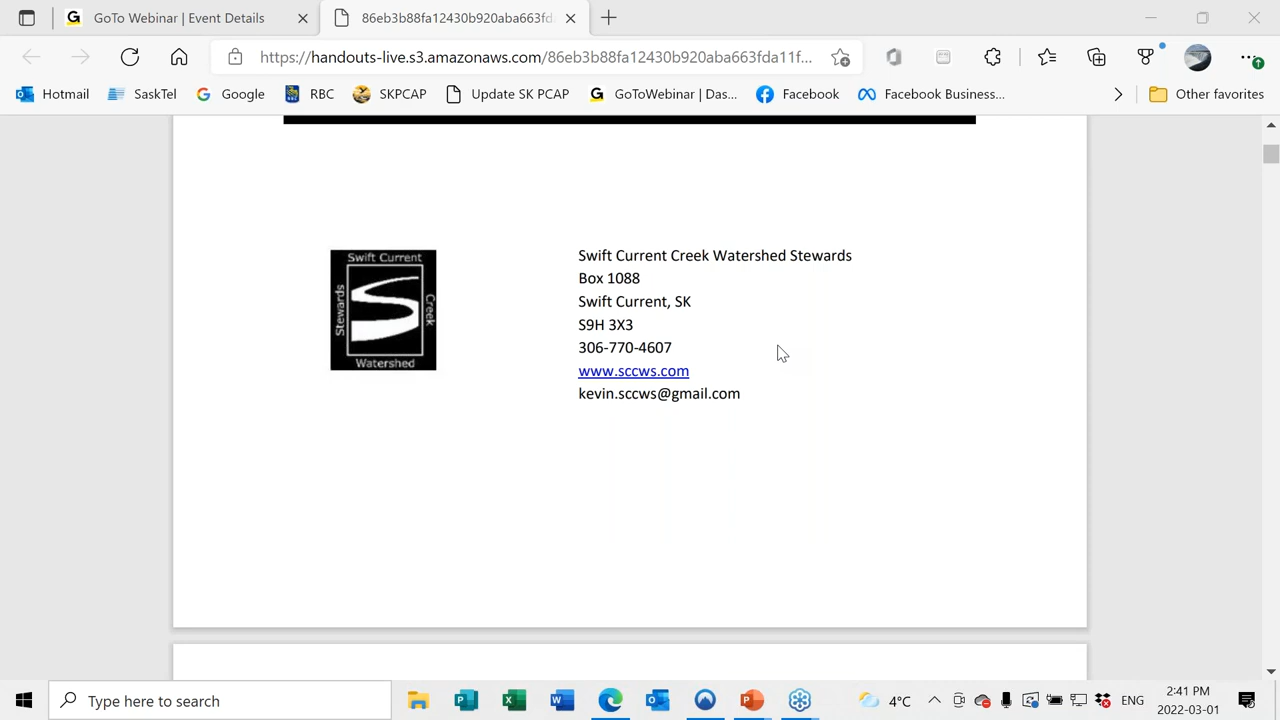 GoTo Webinar | Event Details
86eb3b88fa12430b920aba663fd
https://handouts-live.s3.amazonaws.com/86eb3b88fa12430b920aba663fda11f...
Hotmail SaskTel Google RBC SKPCAP Update SK PCAP GoToWebinar | Das... Facebook Facebook Business... Other favorites
Swift Current
Stewards
Creek
Watershed
Swift Current Creek Watershed Stewards
Box 1088
Swift Current, SK
S9H 3X3
306-770-4607
www.sccws.com
kevin.sccws@gmail.com
Type here to search
4°C
ENG
2:41 PM
2022-03-01